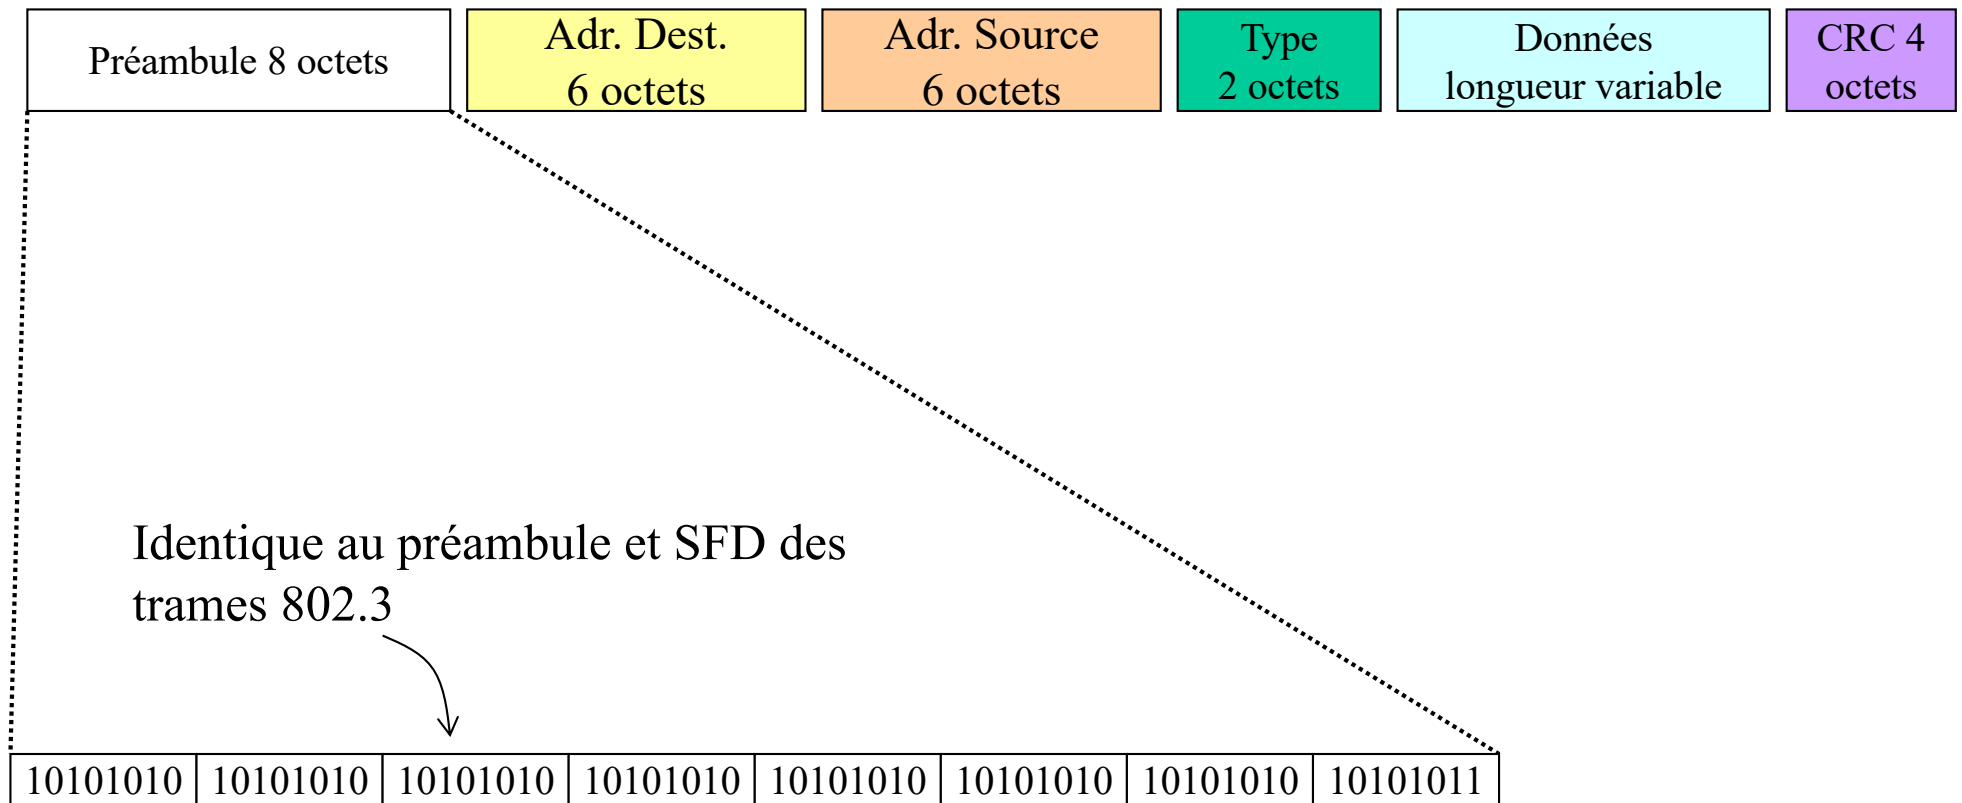 Préambule 8 octets
Adr. Dest.
6 octets
Adr. Source
6 octets
Type
2 octets
Données
longueur variable
CRC 4
octets
Identique au préambule et SFD des
trames 802.3
10101010 10101010 10101010 10101010 10101010 10101010 10101010 10101011